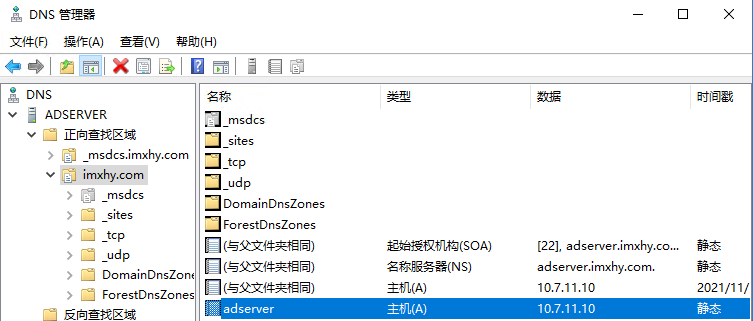 DNS 管理器
文件(F) 操作(A) 查看(V) 帮助(H)
DNS
ADSERVER
正向查找区域
_msdcs.imxhy.com
imxhy.com
_msdcs
_sites
_tcp
_udp
DomainDnsZone
ForestDnsZones
反向查找区域
名称 类型 数据 时间戳
_msdcs
_sites
_tcp
_udp
DomainDnsZones
ForestDnsZones
(与父文件夹相同) 起始授权机构(SOA) [22], adserver.imxhy.co... 静态
(与父文件夹相同) 名称服务器(NS) adserver.imxhy.com. 静态
(与父文件夹相同) 主机(A) 10.7.11.10 2021/11/
adserver 主机(A) 10.7.11.10 静态